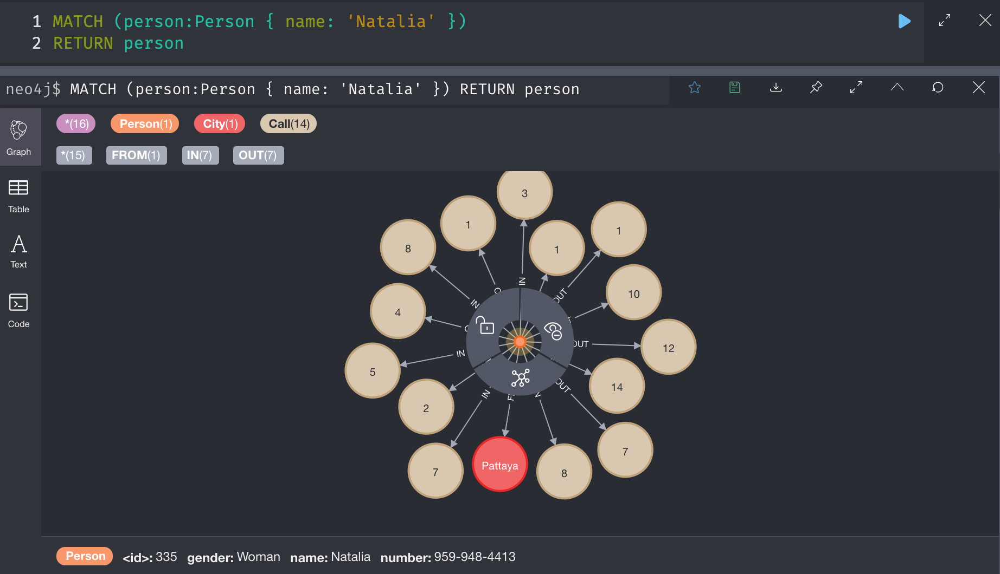 1 MATCH (person:Person { name: 'Natalia' })
2 RETURN person
neo4j$ MATCH (person:Person { name: 'Natalia' }) RETURN person
*(16) Person(1) City(1) Call(14)
*(15) FROM(1) IN(7) OUT(7)
Graph
Table
Text
Code
3
1
1
1
8
IN
OUT
10
IN
4
12
OUT
IN
5
14
OUT
2
IN
7
7
Pattaya
8
Person <id>: 335 gender: Woman name: Natalia number: 959-948-4413